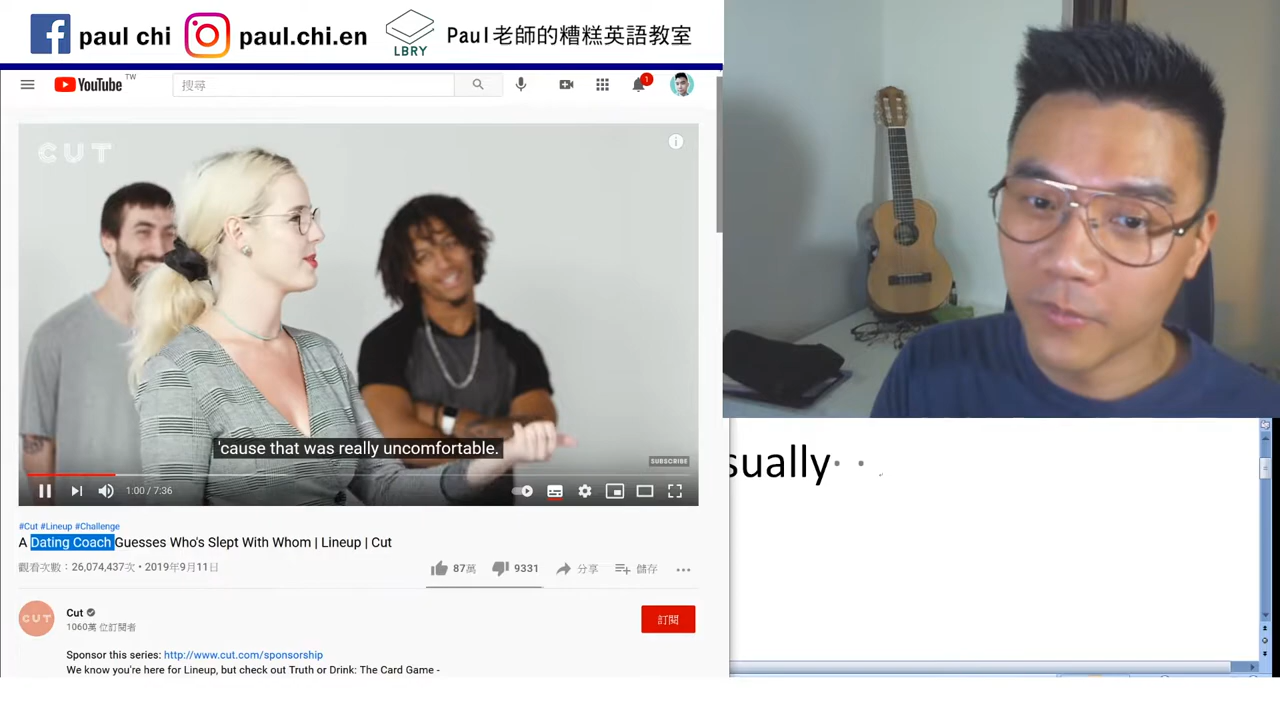 paul chi
paul.chi.en
LBRY
Paul老師的糟糕英語教室
YouTube TW
搜尋
1
CUT
'cause that was really uncomfortable.
SUBSCRIBE
1:00 / 7:36
#Cut #Lineup #Challenge
A Dating Coach Guesses Who's Slept With Whom | Lineup | Cut
觀看次數：26,074,437次 • 2019年9月11日
87萬
9331
分享
儲存
CUT
Cut
1060萬 位訂閱者
訂閱
Sponsor this series: http://www.cut.com/sponsorship
We know you're here for Lineup, but check out Truth or Drink: The Card Game -
sually